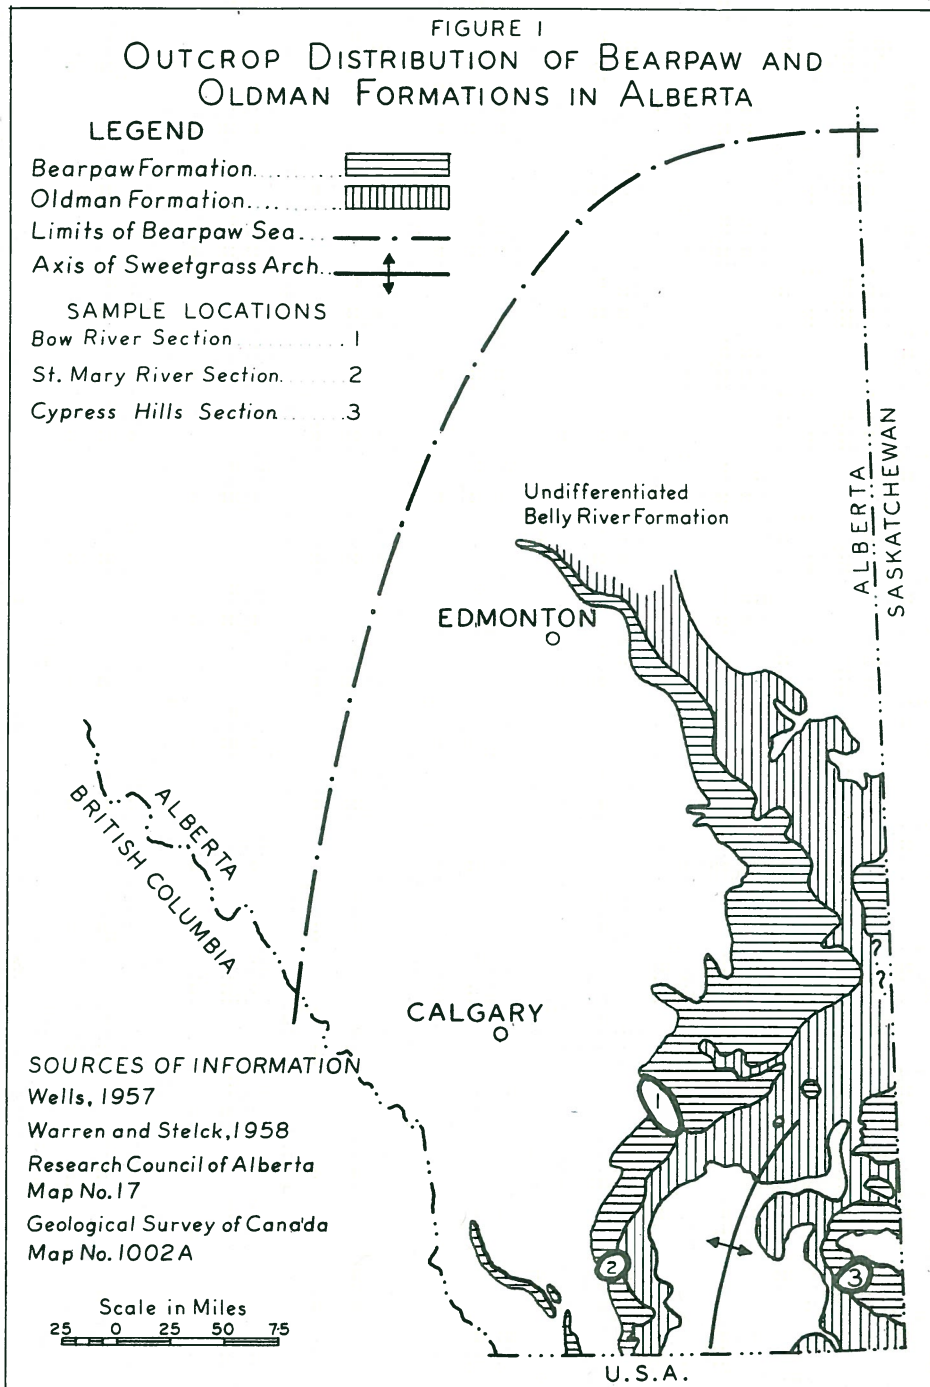 FIGURE 1
OUTCROP DISTRIBUTION OF BEARPAW AND
OLDMAN FORMATIONS IN ALBERTA
LEGEND
Bearpaw Formation
Oldman Formation
Limits of Bearpaw Sea
Axis of Sweetgrass Arch
SAMPLE LOCATIONS
Bow River Section 1
St. Mary River Section 2
Cypress Hills Section 3
Undifferentiated
Belly River Formation
ALBERTA
SASKATCHEWAN
EDMONTON
ALBERTA
BRITISH COLUMBIA
? ?
CALGARY
1
2
3
SOURCES OF INFORMATION
Wells, 1957
Warren and Stelck, 1958
Research Council of Alberta
Map No. 17
Geological Survey of Canada
Map No. 1002A
Scale in Miles
25 0 25 50 75
U.S.A.